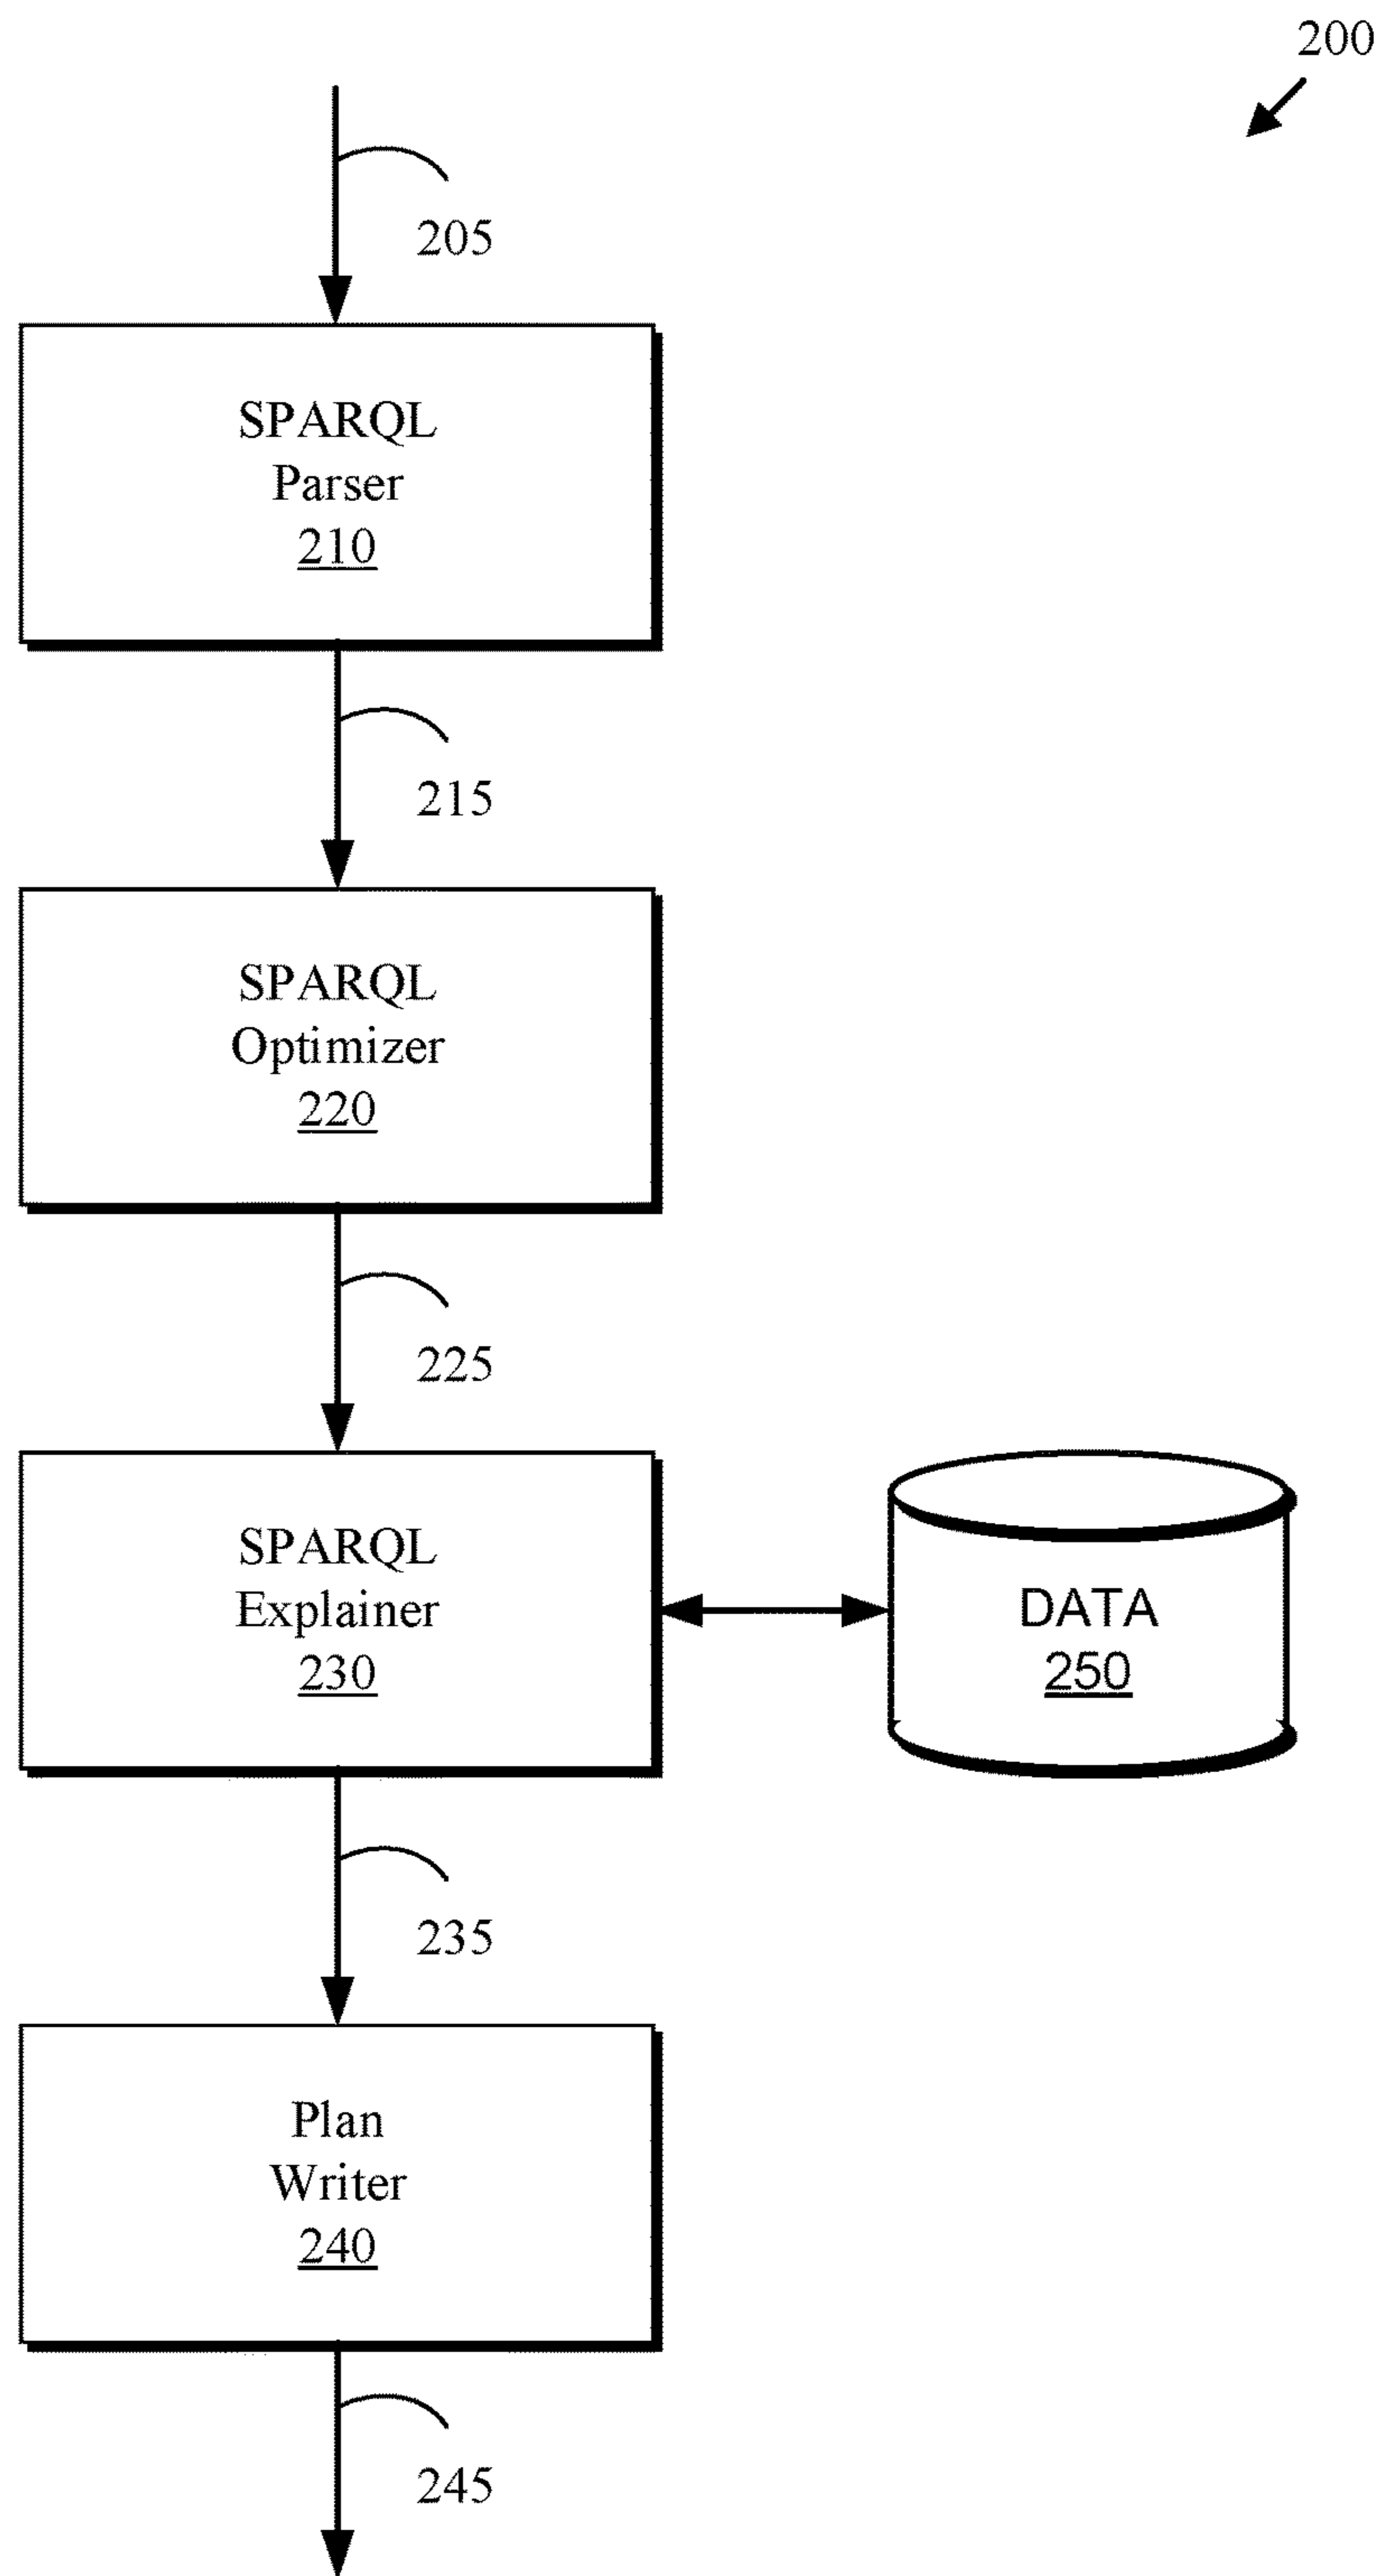 200
205
SPARQL
Parser
210
215
SPARQL
Optimizer
220
225
SPARQL
Explainer
230
DATA
250
235
Plan
Writer
240
245